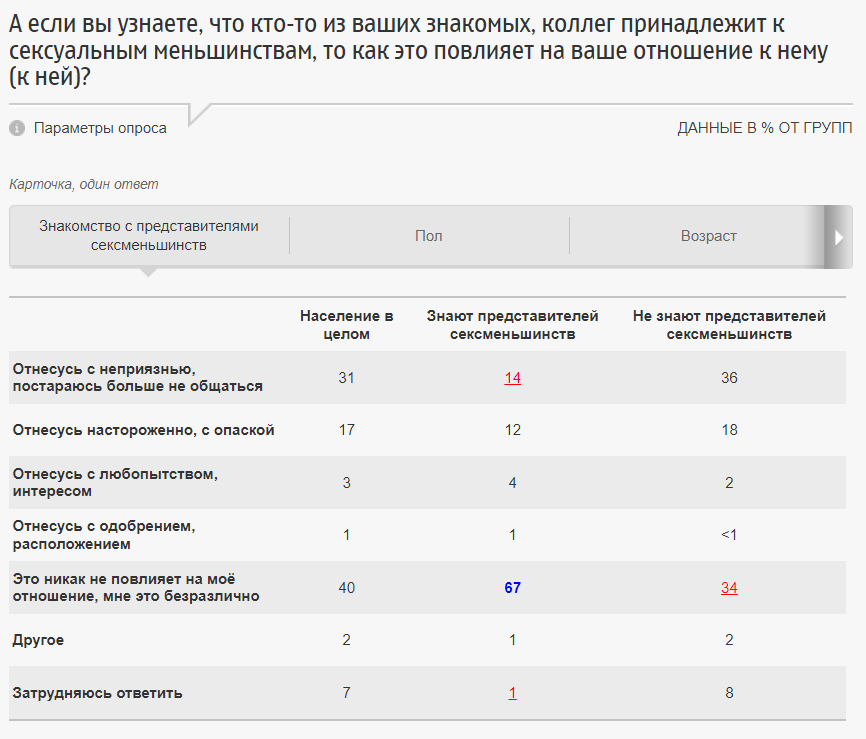 А если вы узнаете, что кто-то из ваших знакомых, коллег принадлежит к
сексуальным меньшинствам, то как это повлияет на ваше отношение к нему
(к ней)?
Параметры опроса
ДАННЫЕ В % ОТ ГРУПП
Карточка, один ответ
Знакомство с представителями
сексменьшинств
Пол
Возраст
Население в
целом
Знают представителей
сексменьшинств
Не знают представителей
сексменьшинств
Отнесусь с неприязнью,
постараюсь больше не общаться
31 14 36
Отнесусь настороженно, с опаской 17 12 18
Отнесусь с любопытством,
интересом
3 4 2
Отнесусь с одобрением,
расположением
1 1 <1
Это никак не повлияет на моё
отношение, мне это безразлично
40 67 34
Другое 2 1 2
Затрудняюсь ответить 7 1 8